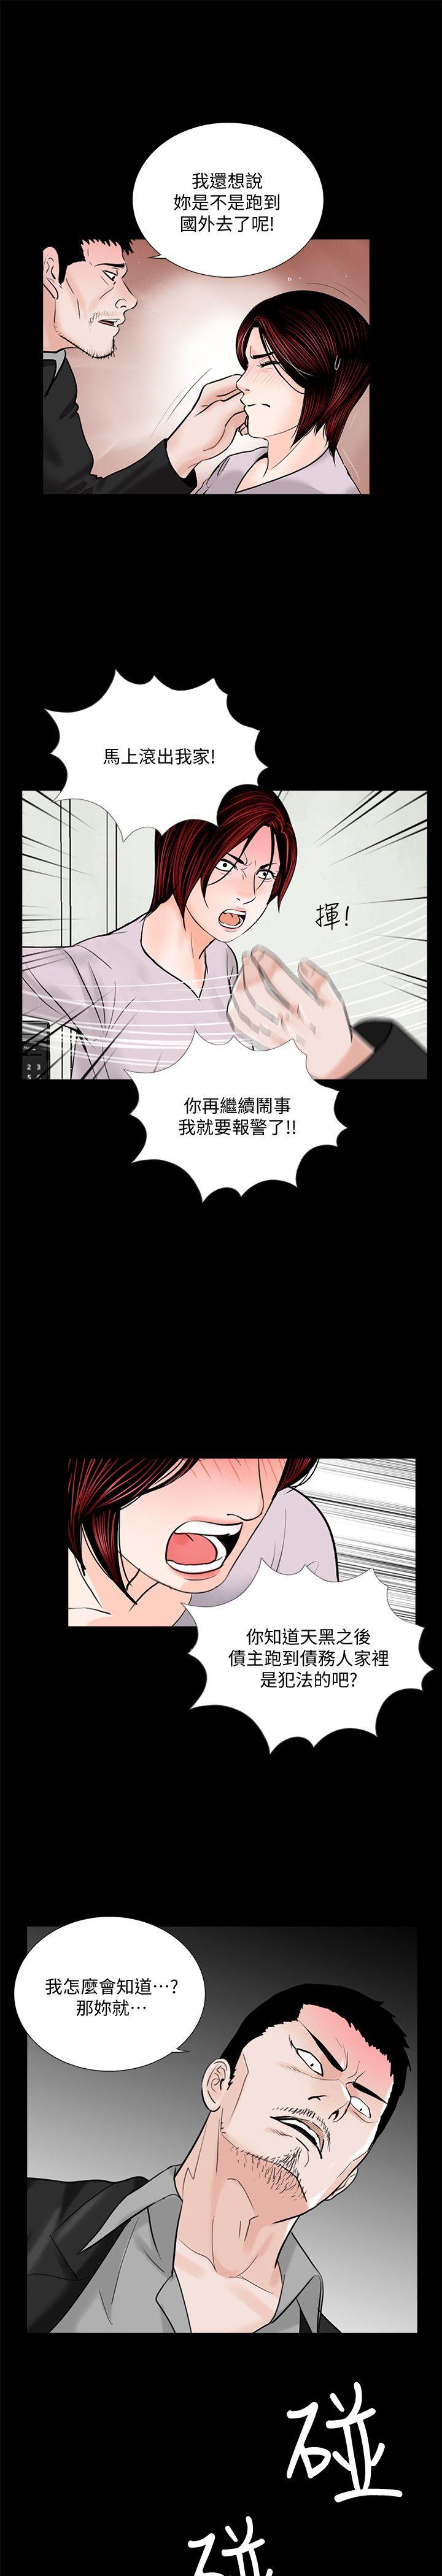 我還想說
妳是不是跑到
國外去了呢!
馬上滾出我家!
揮!
2 3
你再繼續鬧事
我就要報警了!!
你知道天黑之後
債主跑到債務人家裡
是犯法的吧?
我怎麼會知道…?
那妳就…
碰
碰